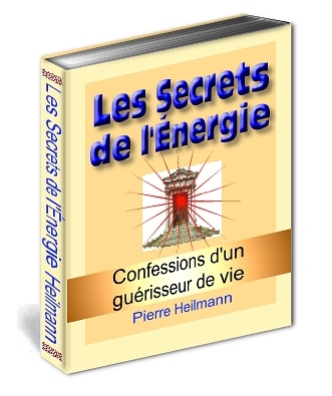 Les Secrets de l'Énergie Heilmann
Les Secrets
de l'Énergie
Confessions d'un
guérisseur de vie
Pierre Heilmann